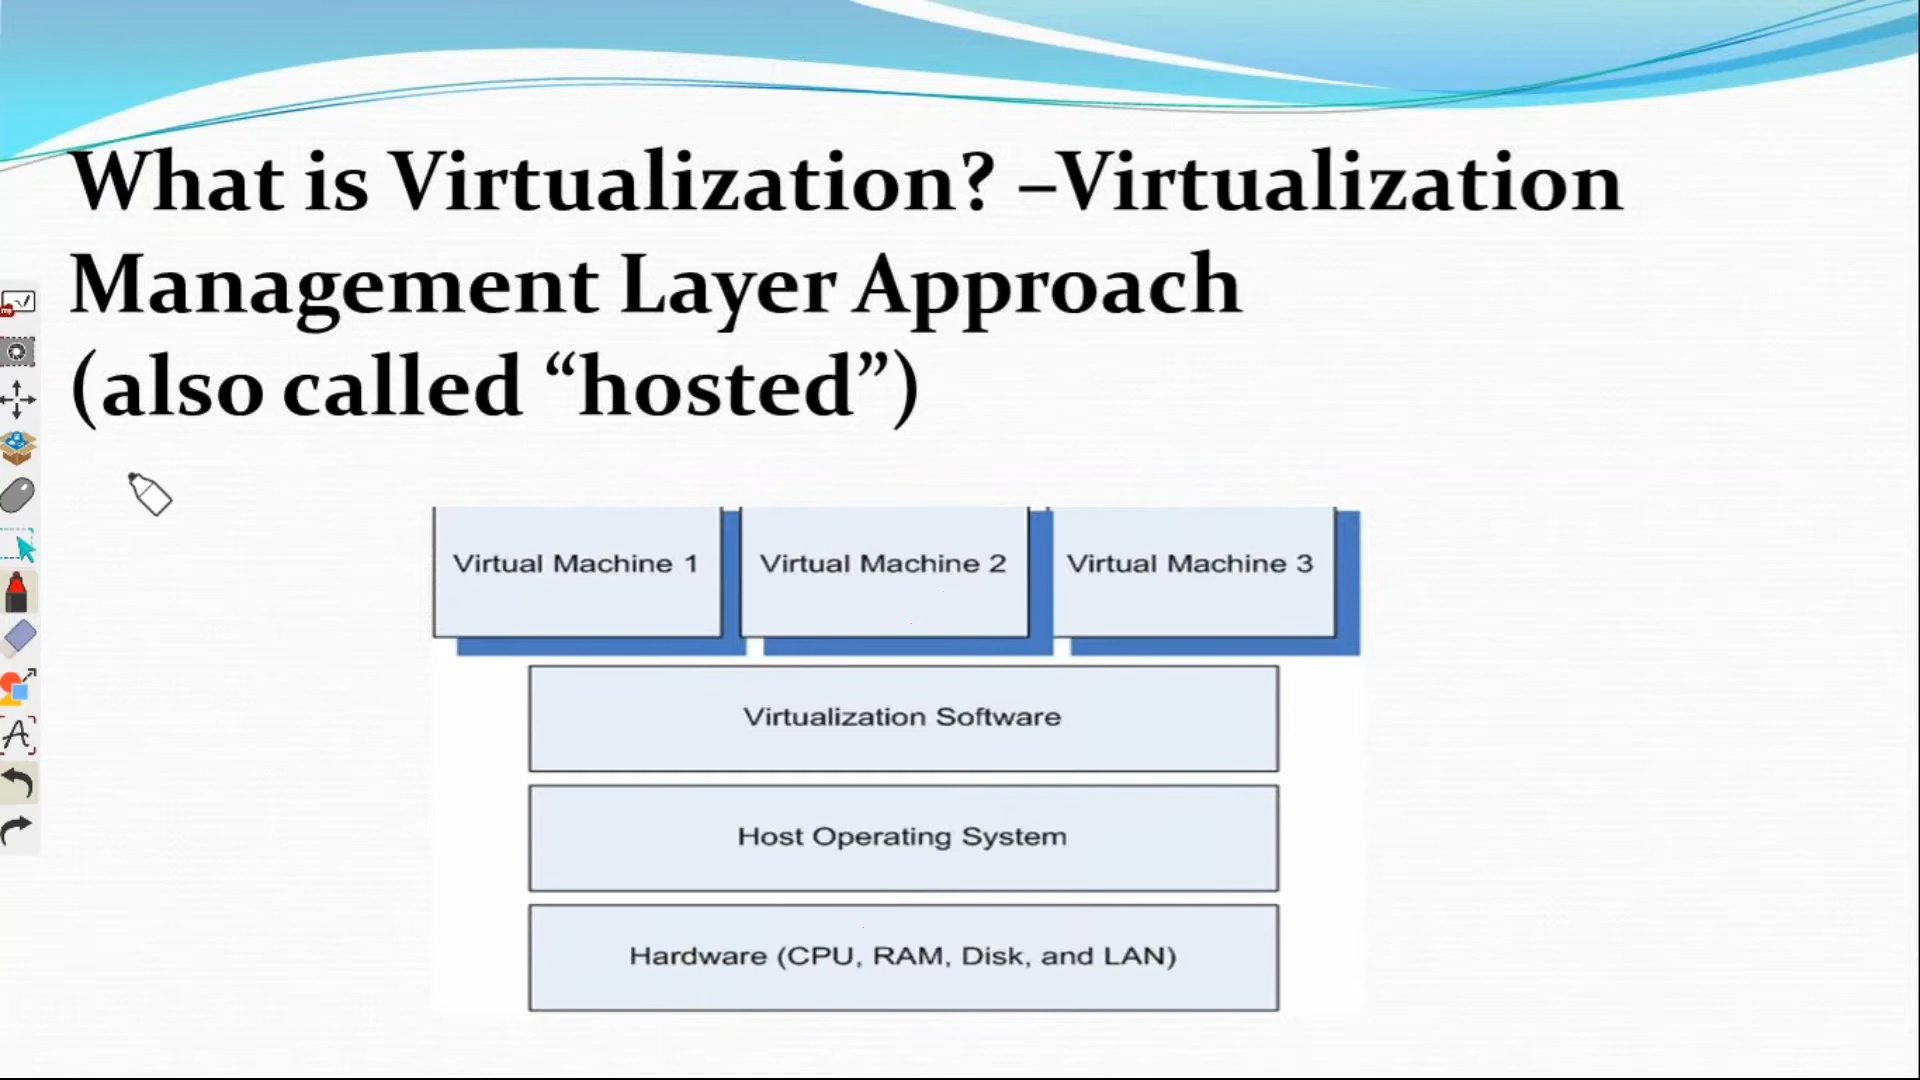 What is Virtualization? –Virtualization
Management Layer Approach
(also called “hosted”)
Virtual Machine 1
Virtual Machine 2
Virtual Machine 3
Virtualization Software
Host Operating System
Hardware (CPU, RAM, Disk, and LAN)